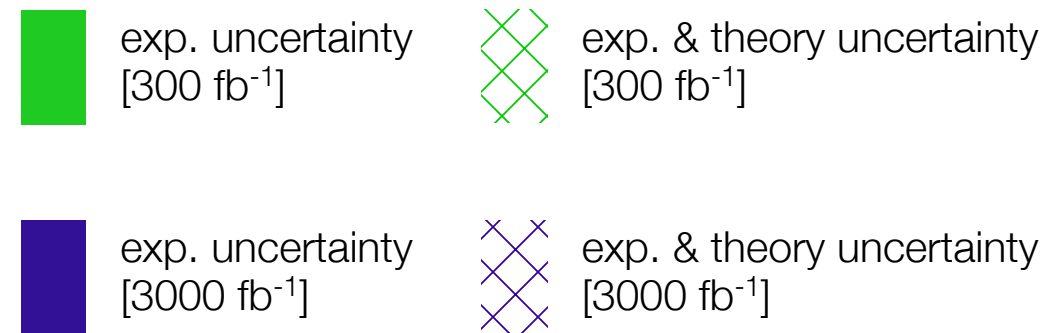 exp. uncertainty
[300 fb⁻¹]
exp. & theory uncertainty
[300 fb⁻¹]
exp. uncertainty
[3000 fb⁻¹]
exp. & theory uncertainty
[3000 fb⁻¹]